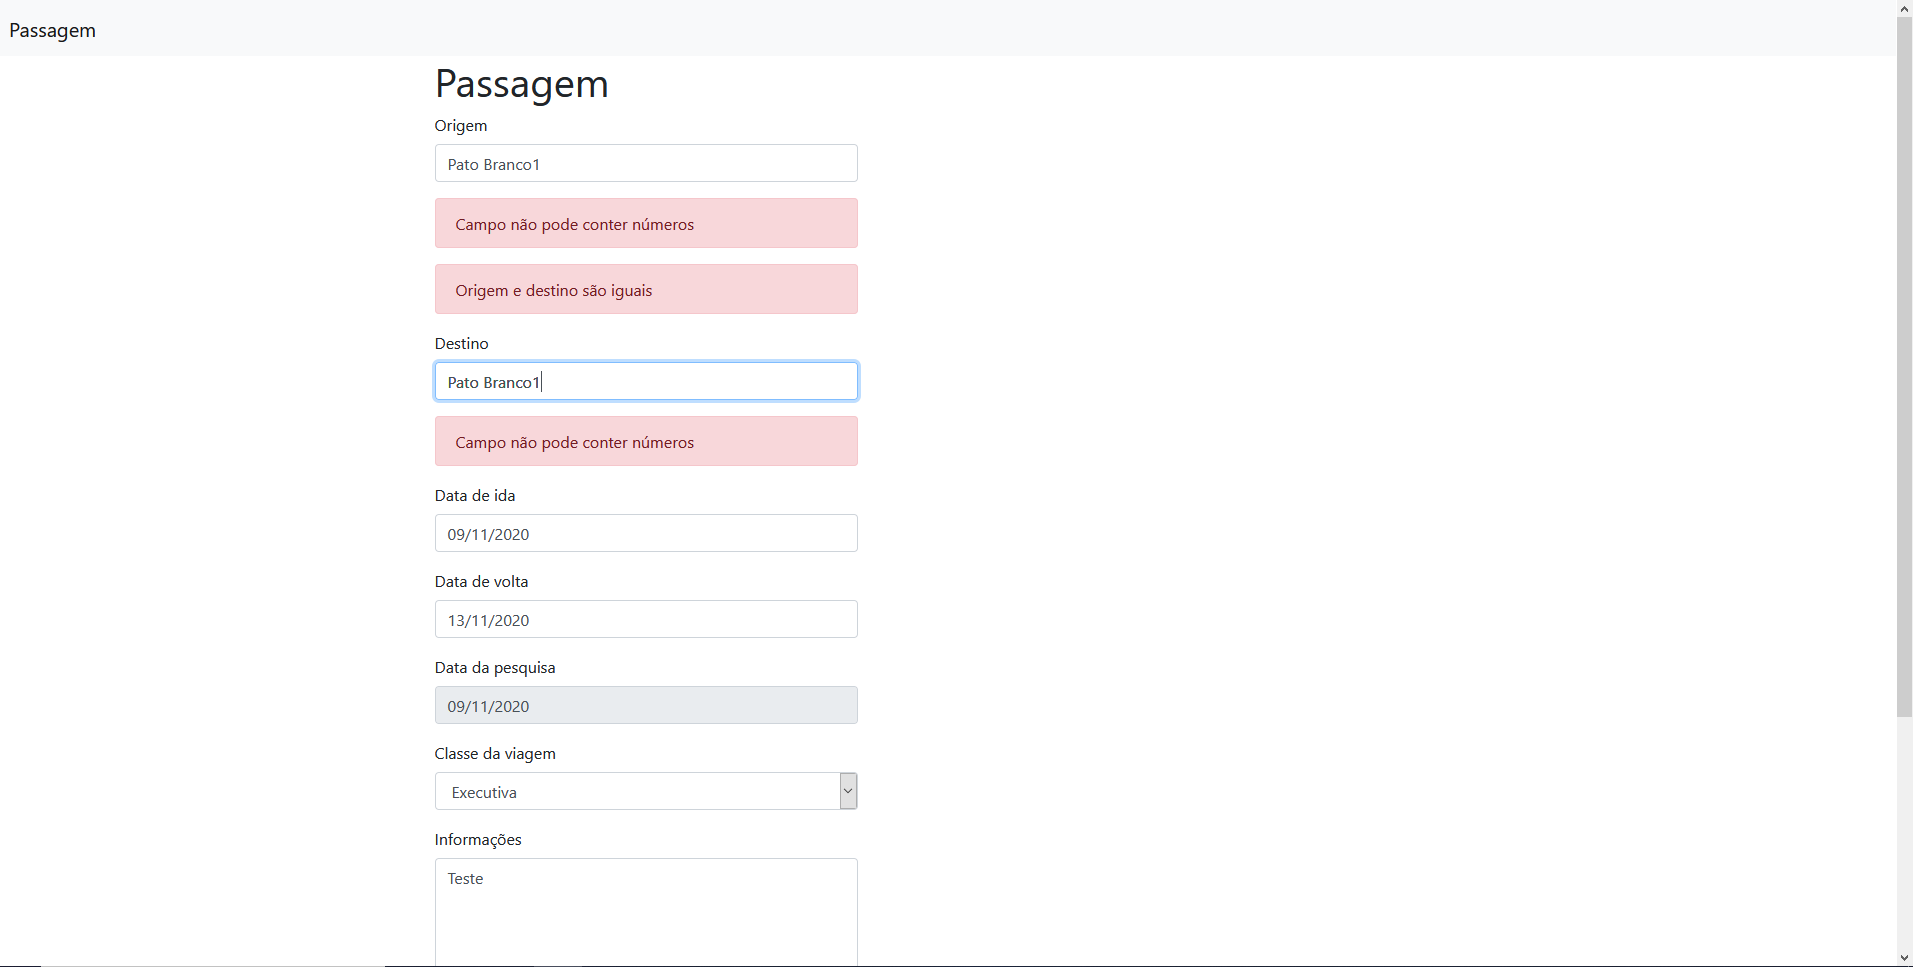 Passagem
Passagem
Origem
Pato Branco1
Campo não pode conter números
Origem e destino são iguais
Destino
Pato Branco1
Campo não pode conter números
Data de ida
09/11/2020
Data de volta
13/11/2020
Data da pesquisa
09/11/2020
Classe da viagem
Executiva
Informações
Teste